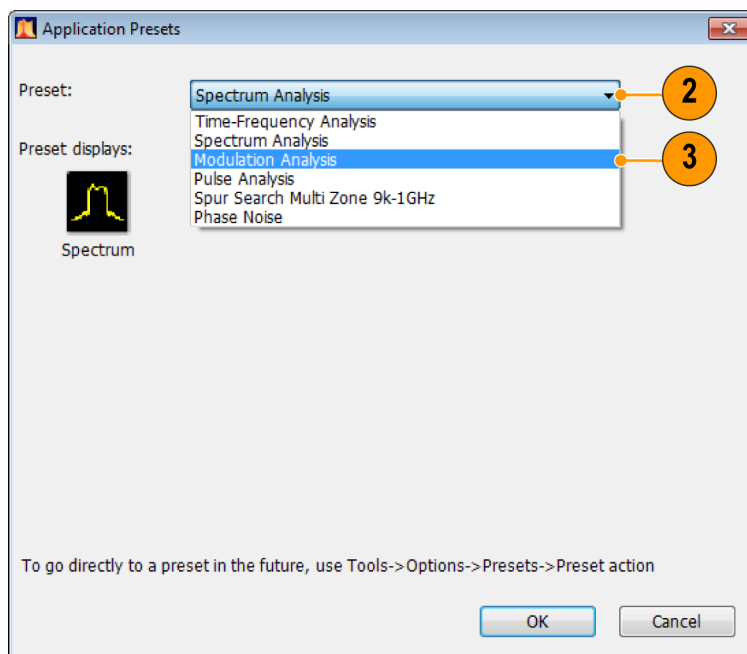 Application Presets
Preset:
Spectrum Analysis
2
Time-Frequency Analysis
Spectrum Analysis
Preset displays:
Modulation Analysis
3
Pulse Analysis
Spur Search Multi Zone 9k-1GHz
Phase Noise
Spectrum
To go directly to a preset in the future, use Tools->Options->Presets->Preset action
OK
Cancel